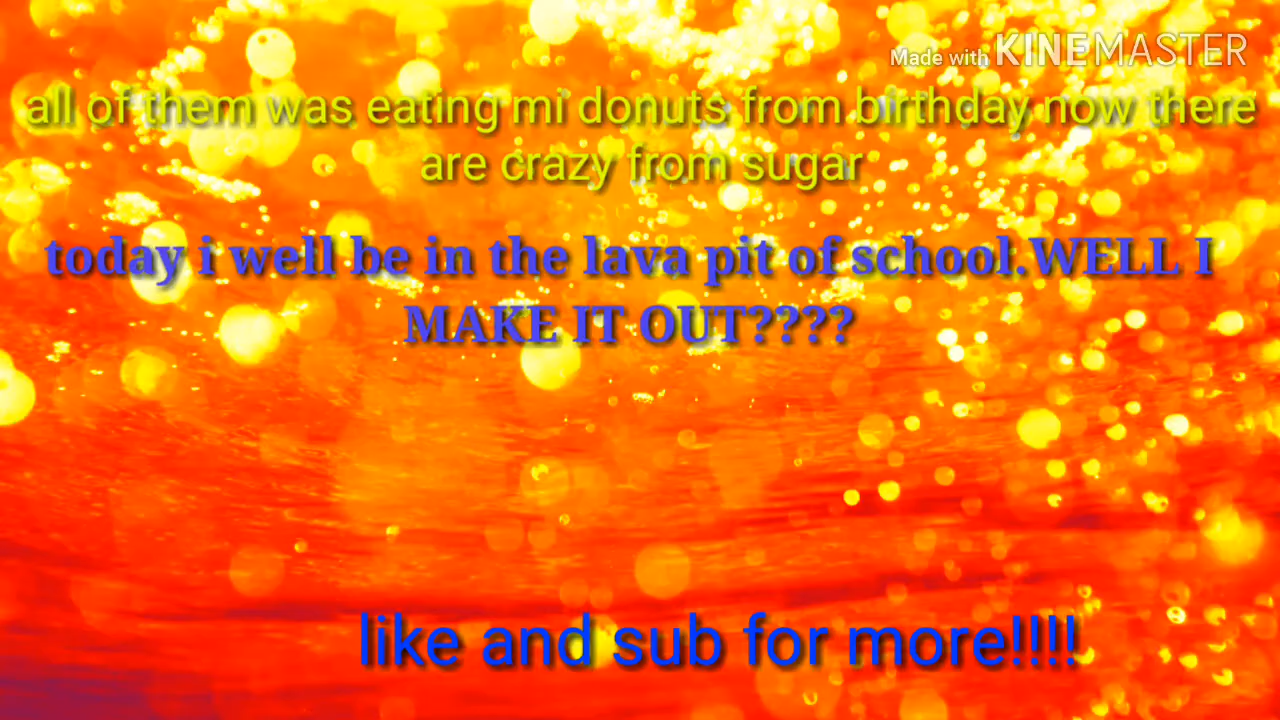 Made with KINEMASTER
all of them was eating mi donuts from birthday now there
are crazy from sugar
today i well be in the lava pit of school.WELL I
MAKE IT OUT????
like and sub for more!!!!